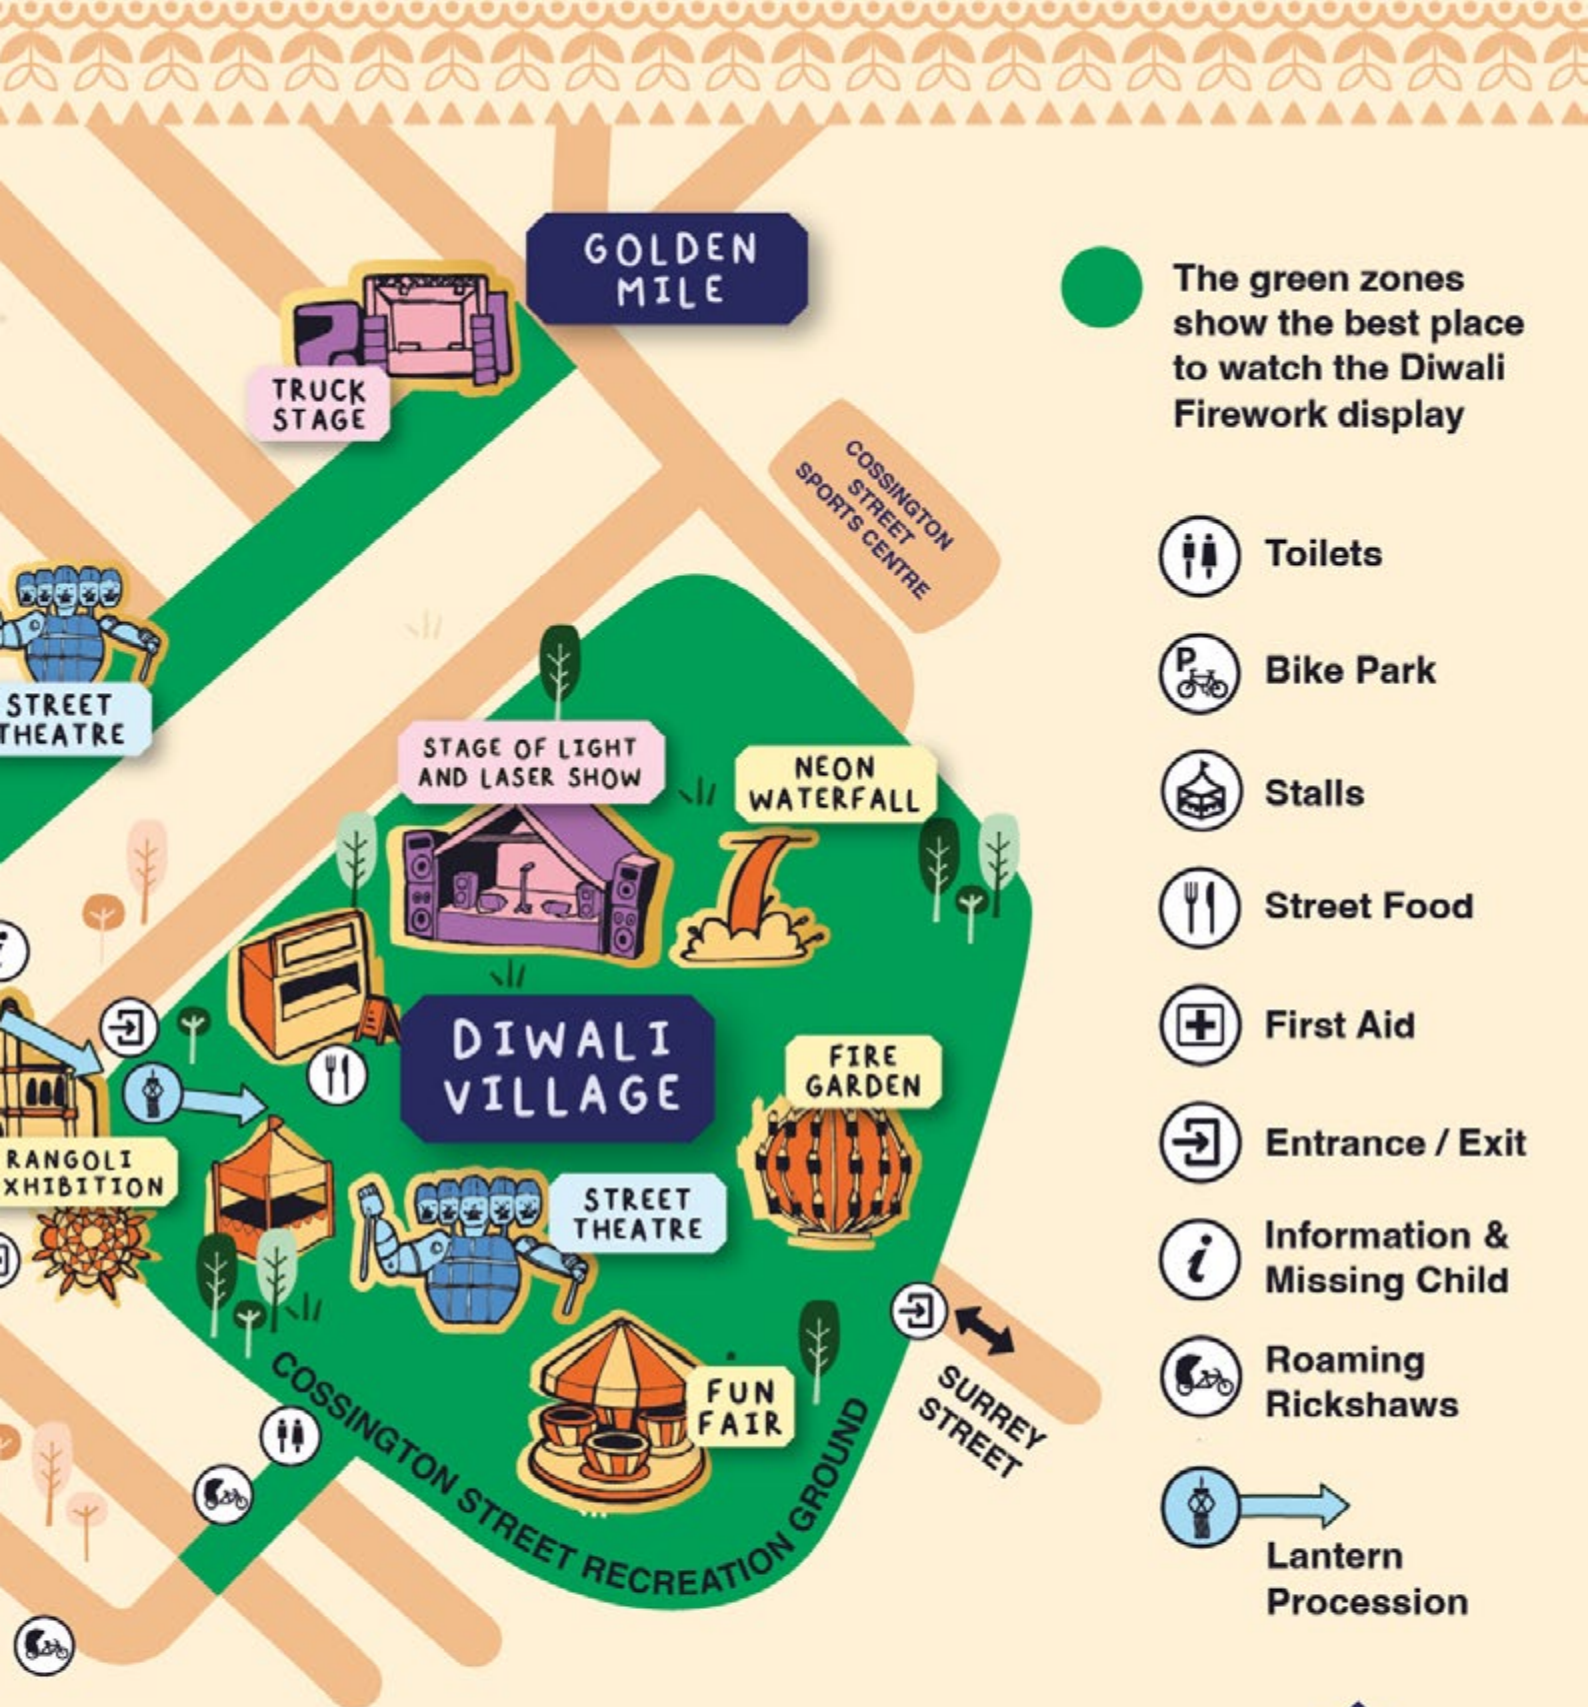 GOLDEN
MILE
The green zones
show the best place
to watch the Diwali
Firework display
TRUCK
STAGE
COSSINGTON
STREET
SPORTS CENTRE
Toilets
P
Bike Park
STREET
THEATRE
STAGE OF LIGHT
AND LASER SHOW
NEON
WATERFALL
Stalls
Street Food
DIWALI
VILLAGE
FIRE
GARDEN
First Aid
RANGOLI
XHIBITION
STREET
THEATRE
Entrance / Exit
i
Information &
Missing Child
FUN
FAIR
SURREY
STREET
COSSINGTON STREET RECREATION GROUND
Roaming
Rickshaws
Lantern
Procession